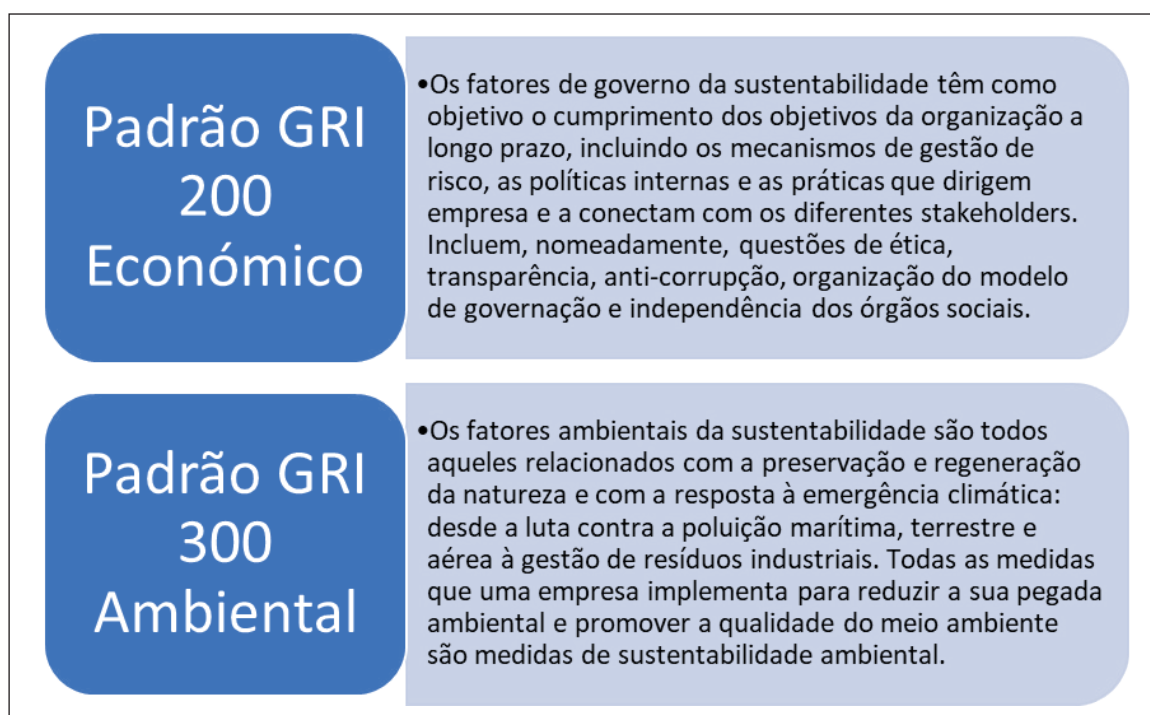 Padrão GRI
200
Económico
•Os fatores de governo da sustentabilidade têm como
objetivo o cumprimento dos objetivos da organização a
longo prazo, incluindo os mecanismos de gestão de
risco, as políticas internas e as práticas que dirigem
empresa e a conectam com os diferentes stakeholders.
Incluem, nomeadamente, questões de ética,
transparência, anti-corrupção, organização do modelo
de governação e independência dos órgãos sociais.
Padrão GRI
300
Ambiental
•Os fatores ambientais da sustentabilidade são todos
aqueles relacionados com a preservação e regeneração
da natureza e com a resposta à emergência climática:
desde a luta contra a poluição marítima, terrestre e
aérea à gestão de resíduos industriais. Todas as medidas
que uma empresa implementa para reduzir a sua pegada
ambiental e promover a qualidade do meio ambiente
são medidas de sustentabilidade ambiental.